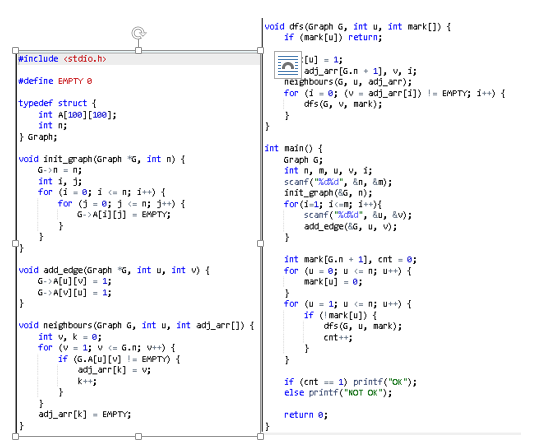 #include <stdio.h>
#define EMPTY 0
typedef struct {
int A[100][100];
int n;
} Graph;
void init_graph(Graph *G, int n) {
G->n = n;
int i, j;
for (i = 0; i <= n; i++) {
for (j = 0; j <= n; j++) {
G->A[i][j] = EMPTY;
}
}
}
void add_edge(Graph *G, int u, int v) {
G->A[u][v] = 1;
G->A[v][u] = 1;
}
void neighbours(Graph G, int u, int adj_arr[]) {
int v, k = 0;
for (v = 1; v <= G.n; v++) {
if (G.A[u][v] != EMPTY) {
adj_arr[k] = v;
k++;
}
}
adj_arr[k] = EMPTY;
}
void dfs(Graph G, int u, int mark[]) {
if (mark[u]) return;
[u] = 1;
adj_arr[G.n + 1], v, i;
neighbours(G, u, adj_arr);
for (i = 0; (v = adj_arr[i]) != EMPTY; i++) {
dfs(G, v, mark);
}
}
int main() {
Graph G;
int n, m, u, v, i;
scanf("%d%d", &n, &m);
init_graph(&G, n);
for(i=1; i<=m; i++){
scanf("%d%d", &u, &v);
add_edge(&G, u, v);
}
int mark[G.n + 1], cnt = 0;
for (u = 0; u <= n; u++) {
mark[u] = 0;
}
for (u = 1; u <= n; u++) {
if (!mark[u]) {
dfs(G, u, mark);
cnt++;
}
}
if (cnt == 1) printf("OK");
else printf("NOT OK");
return 0;
}